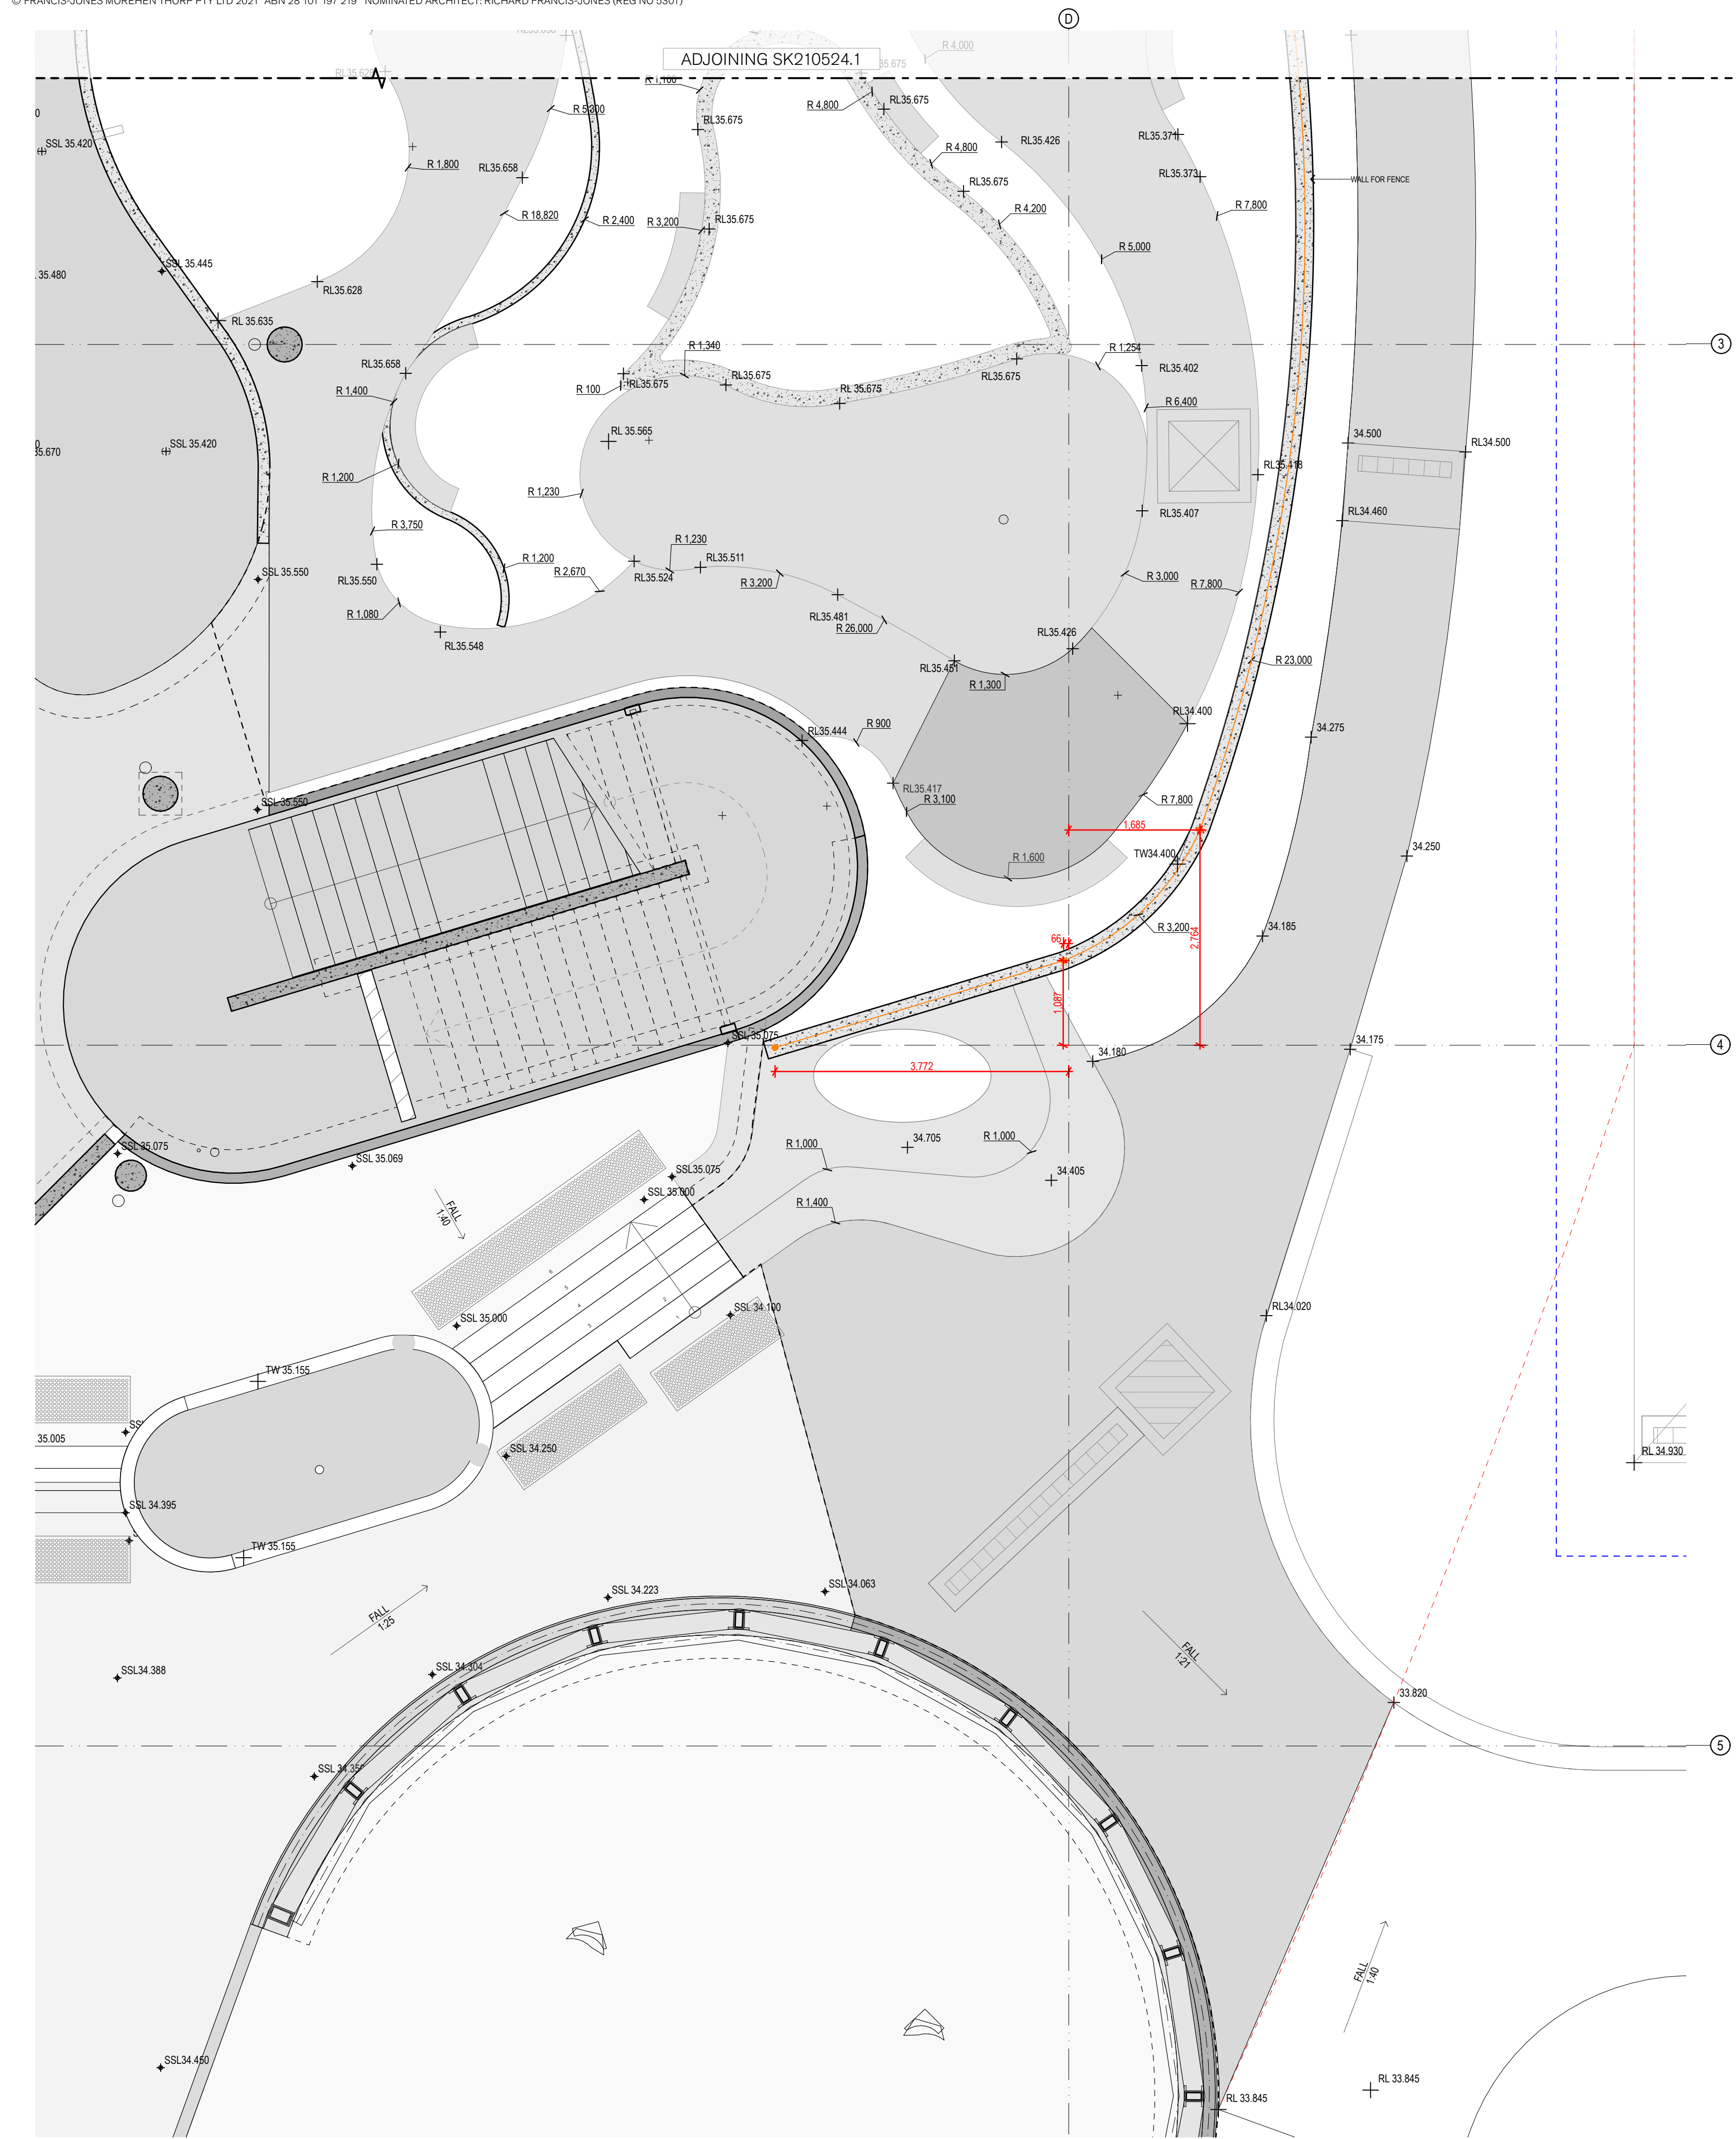 © FRANCIS-JONES MOREHEN THORP PTY LTD 2021 ABN 28 101 197 219 NOMINATED ARCHITECT: RICHARD FRANCIS-JONES (REG NO 5301)
D
R 4,000
ADJOINING SK210524.1
RL35.628
R 1,100
R 4,800
RL35.675
R 5,300
RL35.675
RL35.371
RL35.426
SSL 35.420
R 4,800
R 1,800
RL35.658
RL35.373
WALL FOR FENCE
RL35.675
R 18,820
R 2,400
R 3,200
RL35.675
R 4,200
R 7,800
R 5,000
SSL 35.445
35.480
RL35.628
RL 35.635
3
R 1,340
R 1,254
RL35.658
RL35.675
RL35.402
RL35.675
R 100
RL35.675
RL 35.675
R 1,400
R 6,400
RL 35.565
34.500
SSL 35.420
RL34.500
35.670
RL35.418
R 1,200
R 1,230
RL35.407
RL34.460
R 3,750
R 1,230
R 1,200
RL35.511
SSL 35.550
RL35.550
R 2,670
RL35.524
R 3,200
R 3,000
R 7,800
R 1,080
RL35.481
R 26,000
RL35.426
RL35.548
RL35.451
R 23,000
R 1,300
RL34.400
R 900
RL35.444
34.275
RL35.417
SSL 35.550
R 3,100
R 7,800
1,685
R 1,600
TW34.400
34.250
R 3,200
34.185
66
2,764
1,087
SSL 35.075
34.175
4
34.180
3,772
34.705
R 1,000
R 1,000
SSL 35.075
SSL 35.069
SSL35.075
34.405
SSL 35.000
R 1,400
FALL
1:40
6
5
4
3
2
1
SSL 34.100
RL34.020
SSL 35.000
TW 35.155
35.005
SSL 34.250
RL 34.930
SSL 34.395
TW 35.155
SSL 34.223
SSL 34.063
FALL
1:25
FALL
1:21
SSL34.388
SSL 34.304
33.820
5
FALL
1:40
SSL34.450
RL 33.845
RL 33.845